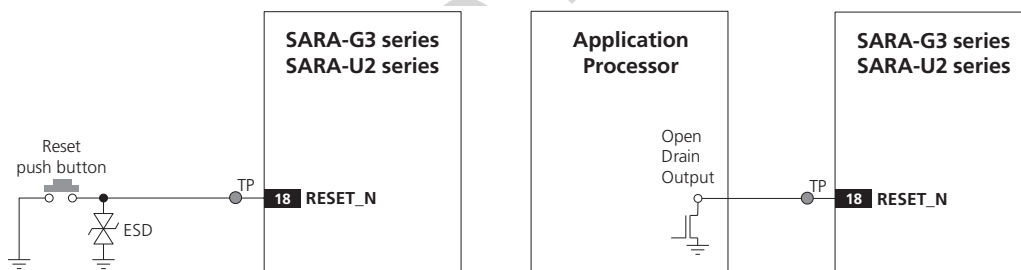 SARA-G3 series
SARA-U2 series
Reset
push button
ESD
TP
18 RESET_N
Application
Processor
Open
Drain
Output
TP
SARA-G3 series
SARA-U2 series
18 RESET_N